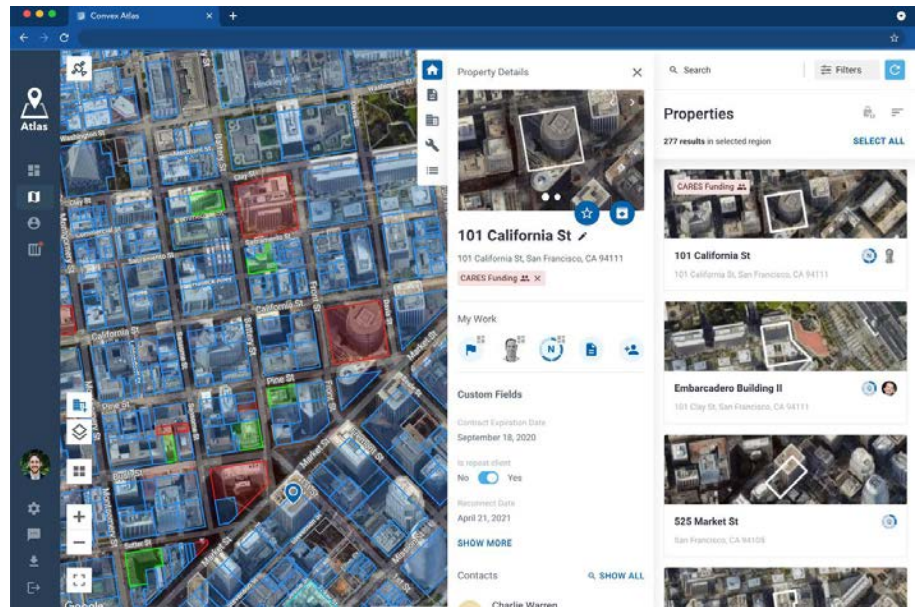 Convex Atlas
Atlas
Washington St
Clay St
Sacramento St
California St
California St
Pine St
Pine St
Market St
Battery St
Front St
Davis St
Montgomery St
Sutter St
Google
Property Details
101 California St
101 California St, San Francisco, CA 94111
CARES Funding
My Work
N
Custom Fields
Contract Expiration Date
September 18, 2020
Is repeat client
No Yes
Reconnect Date
April 21, 2021
SHOW MORE
Contacts
SHOW ALL
Charlie Warren
Search
Filters
Properties
277 results in selected region
SELECT ALL
CARES Funding
101 California St
101 California St, San Francisco, CA 94111
Embarcadero Building II
101 Clay St, San Francisco, CA 94111
525 Market St
San Francisco, CA 94105